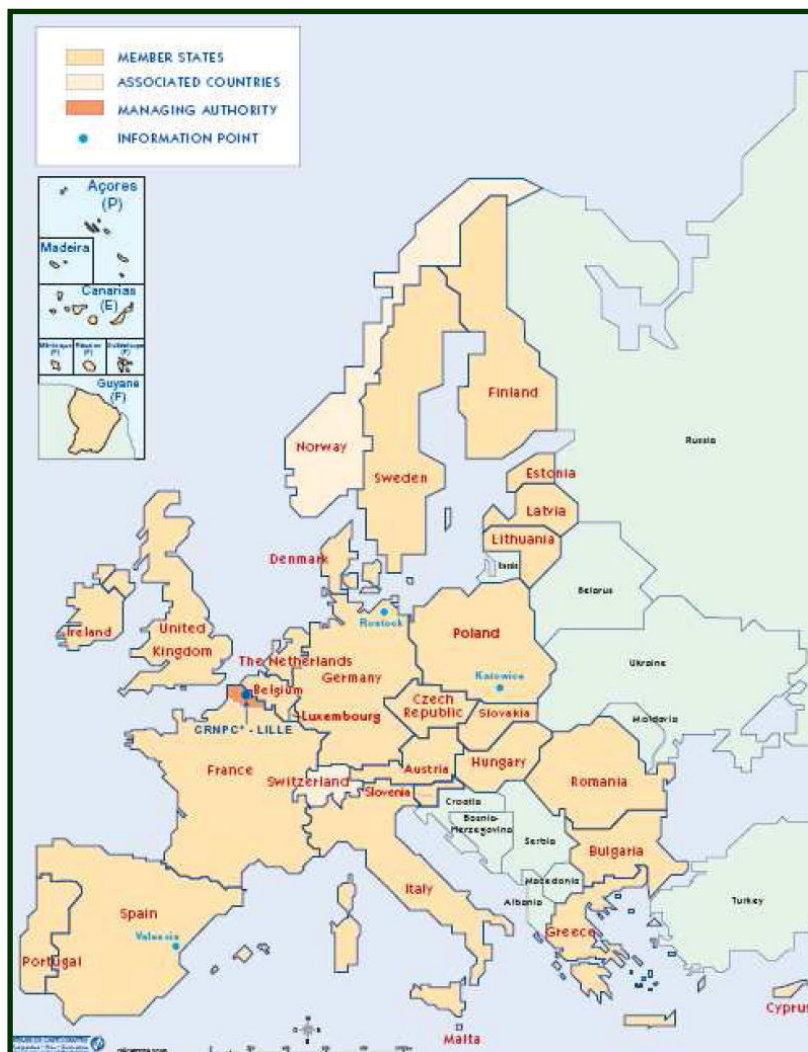 MEMBER STATES
ASSOCIATED COUNTRIES
MANAGING AUTHORITY
INFORMATION POINT
Açores
(P)
Madeira
Canarias
(E)
Guyane
(F)
Finland
Norway
Sweden
Russia
Estonia
Latvia
Lithuania
Denmark
Belarus
Rostock
Ireland
United
Kingdom
Poland
The Netherlands
Germany
Ukraine
Katowice
Belgium
Czech
Republic
Luxembourg
Slovakia
Moldavia
GRNPC* - LILLE
France
Switzerland
Austria
Hungary
Romania
Slovenia
Croatia
Bosnia-
Herzegovina
Serbia
Bulgaria
Italy
Macedonia
Albania
Turkey
Spain
Valencia
Greece
Portugal
Cyprus
Malta